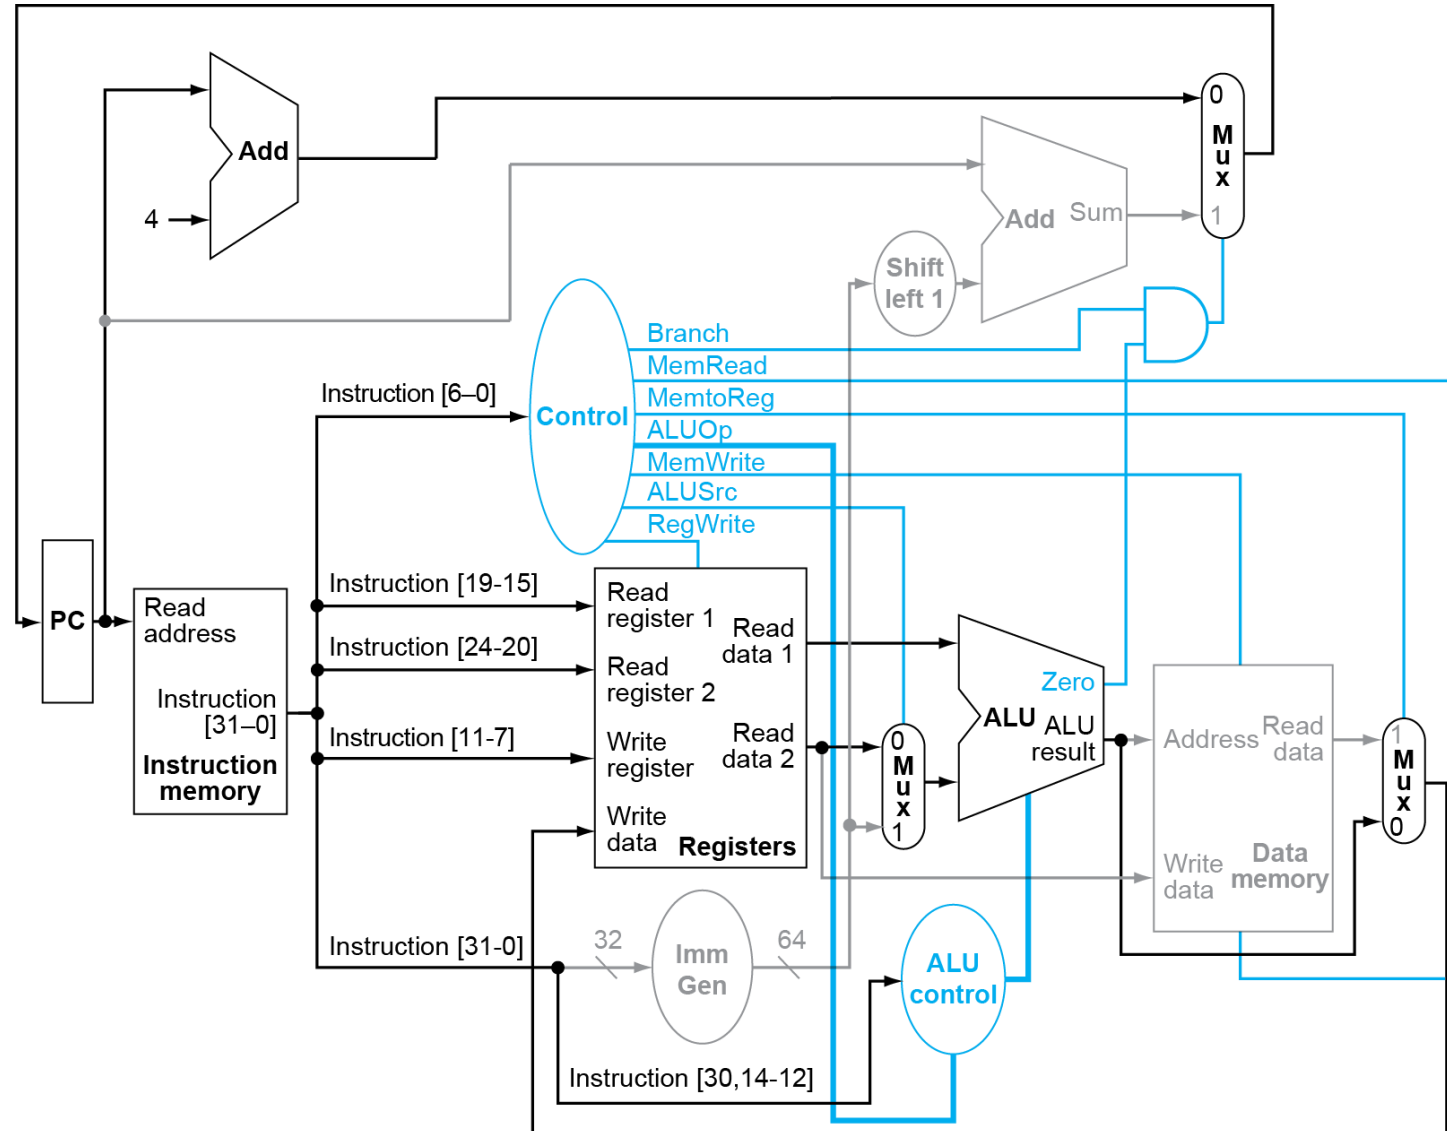 0
M
u
x
1
Add
4
Add
Sum
Shift
left 1
Branch
MemRead
MemtoReg
ALUOp
MemWrite
ALUSrc
RegWrite
Control
Instruction [6–0]
PC
Read
address
Instruction
[31–0]
Instruction
memory
Instruction [19-15]
Instruction [24-20]
Instruction [11-7]
Instruction [31-0]
Read
register 1
Read
register 2
Write
register
Write
data
Read
data 1
Read
data 2
Registers
0
M
u
x
1
Zero
ALU
ALU
result
Address
Read
data
Write
data
Data
memory
1
M
u
x
0
32
Imm
Gen
64
ALU
control
Instruction [30,14-12]